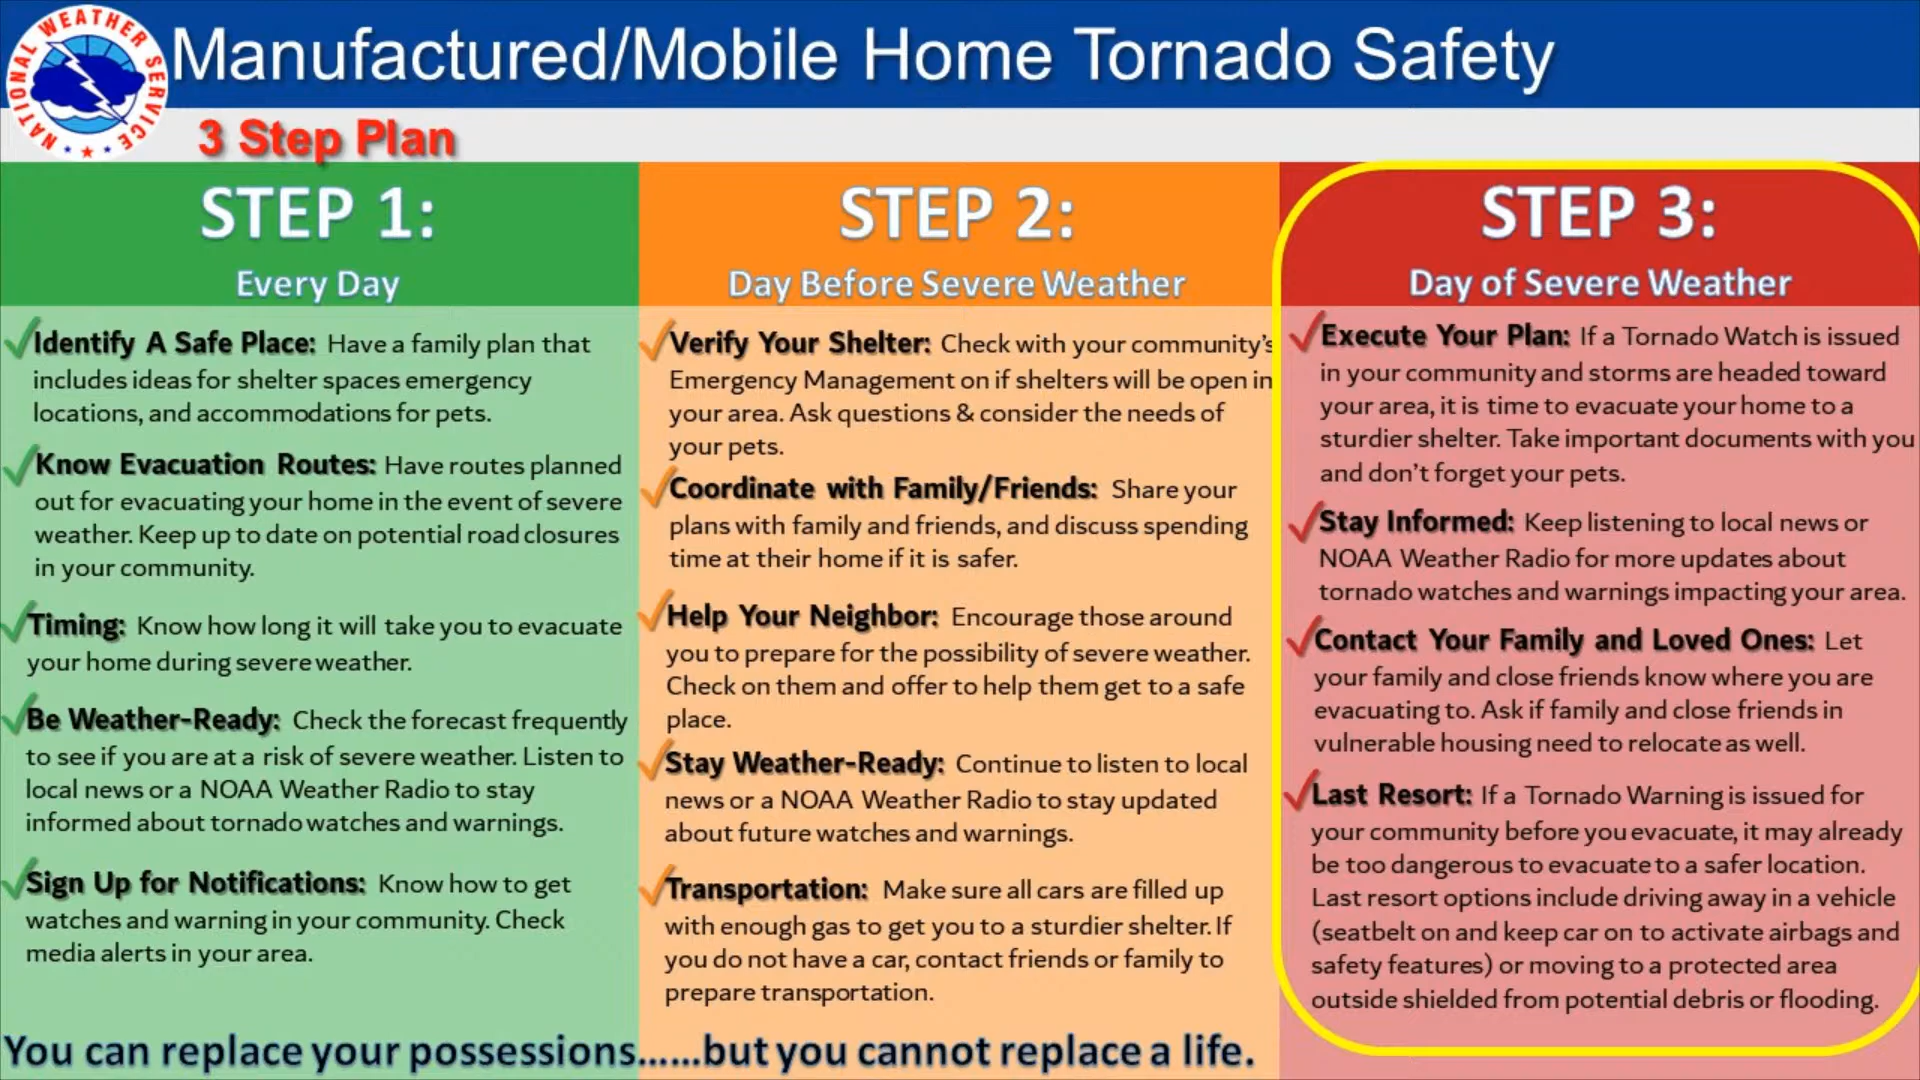 NATIONAL WEATHER SERVICE
Manufactured/Mobile Home Tornado Safety
3 Step Plan
STEP 1:
Every Day
Identify A Safe Place: Have a family plan that
includes ideas for shelter spaces emergency
locations, and accommodations for pets.
Know Evacuation Routes: Have routes planned
out for evacuating your home in the event of severe
weather. Keep up to date on potential road closures
in your community.
Timing: Know how long it will take you to evacuate
your home during severe weather.
Be Weather-Ready: Check the forecast frequently
to see if you are at a risk of severe weather. Listen to
local news or a NOAA Weather Radio to stay
informed about tornado watches and warnings.
Sign Up for Notifications: Know how to get
watches and warning in your community. Check
media alerts in your area.
STEP 2:
Day Before Severe Weather
Verify Your Shelter: Check with your community's
Emergency Management on if shelters will be open in
your area. Ask questions & consider the needs of
your pets.
Coordinate with Family/Friends: Share your
plans with family and friends, and discuss spending
time at their home if it is safer.
Help Your Neighbor: Encourage those around
you to prepare for the possibility of severe weather.
Check on them and offer to help them get to a safe
place.
Stay Weather-Ready: Continue to listen to local
news or a NOAA Weather Radio to stay updated
about future watches and warnings.
Transportation: Make sure all cars are filled up
with enough gas to get you to a sturdier shelter. If
you do not have a car, contact friends or family to
prepare transportation.
STEP 3:
Day of Severe Weather
Execute Your Plan: If a Tornado Watch is issued
in your community and storms are headed toward
your area, it is time to evacuate your home to a
sturdier shelter. Take important documents with you
and don't forget your pets.
Stay Informed: Keep listening to local news or
NOAA Weather Radio for more updates about
tornado watches and warnings impacting your area.
Contact Your Family and Loved Ones: Let
your family and close friends know where you are
evacuating to. Ask if family and close friends in
vulnerable housing need to relocate as well.
Last Resort: If a Tornado Warning is issued for
your community before you evacuate, it may already
be too dangerous to evacuate to a safer location.
Last resort options include driving away in a vehicle
(seatbelt on and keep car on to activate airbags and
safety features) or moving to a protected area
outside shielded from potential debris or flooding.
You can replace your possessions......but you cannot replace a life.